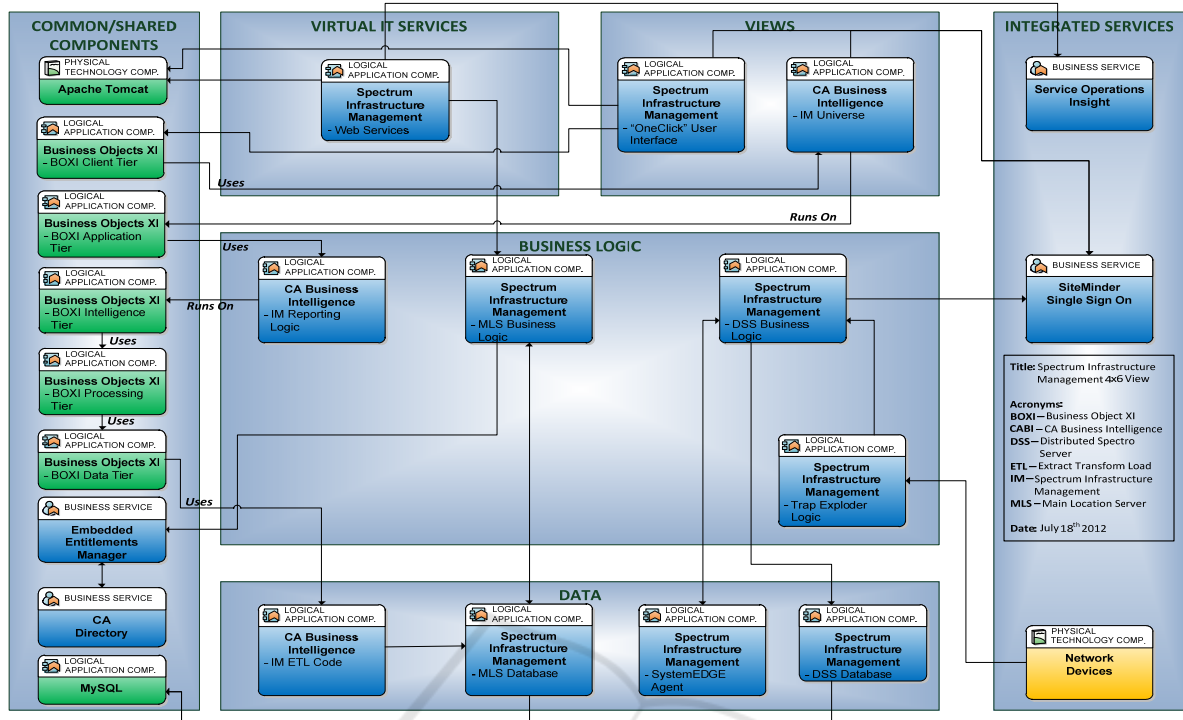 COMMON/SHARED
COMPONENTS
PHYSICAL
TECHNOLOGY COMP.
Apache Tomcat
LOGICAL
APPLICATION COMP.
Business Objects XI
- BOXI Client Tier
LOGICAL
APPLICATION COMP.
Business Objects XI
- BOXI Application
Tier
LOGICAL
APPLICATION COMP.
Business Objects XI
- BOXI Intelligence
Tier
Uses
LOGICAL
APPLICATION COMP.
Business Objects XI
- BOXI Processing
Tier
Uses
LOGICAL
APPLICATION COMP.
Business Objects XI
- BOXI Data Tier
BUSINESS SERVICE
Embedded
Entitlements
Manager
BUSINESS SERVICE
CA
Directory
LOGICAL
APPLICATION COMP.
MySQL
VIRTUAL IT SERVICES
LOGICAL
APPLICATION COMP.
Spectrum
Infrastructure
Management
- Web Services
Uses
VIEWS
LOGICAL
APPLICATION COMP.
Spectrum
Infrastructure
Management
- "OneClick" User
Interface
LOGICAL
APPLICATION COMP.
CA Business
Intelligence
- IM Universe
Runs On
BUSINESS LOGIC
Uses
Runs On
LOGICAL
APPLICATION COMP.
CA Business
Intelligence
- IM Reporting
Logic
LOGICAL
APPLICATION COMP.
Spectrum
Infrastructure
Management
- MLS Business
Logic
LOGICAL
APPLICATION COMP.
Spectrum
Infrastructure
Management
- DSS Business
Logic
LOGICAL
APPLICATION COMP.
Spectrum
Infrastructure
Management
- Trap Exploder
Logic
Uses
DATA
LOGICAL
APPLICATION COMP.
CA Business
Intelligence
- IM ETL Code
LOGICAL
APPLICATION COMP.
Spectrum
Infrastructure
Management
- MLS Database
LOGICAL
APPLICATION COMP.
Spectrum
Infrastructure
Management
- SystemEDGE
Agent
LOGICAL
APPLICATION COMP.
Spectrum
Infrastructure
Management
- DSS Database
INTEGRATED SERVICES
BUSINESS SERVICE
Service Operations
Insight
BUSINESS SERVICE
SiteMinder
Single Sign On
Title: Spectrum Infrastructure
Management 4x6 View
Acronyms:
BOXI—Business Object XI
CABI—CA Business Intelligence
DSS—Distributed Spectro
Server
ETL—Extract Transform Load
IM—Spectrum Infrastructure
Management
MLS—Main Location Server
Date: July 18th 2012
PHYSICAL
TECHNOLOGY COMP.
Network
Devices